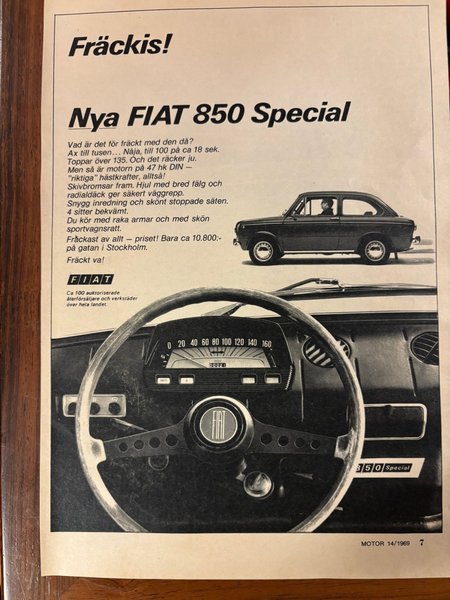 Fräckis!
Nya FIAT 850 Special
Vad är det för fräckt med den då?
Ax till tusen... Nåja, till 100 på ca 18 sek.
Toppar över 135. Och det räcker ju.
Men så är motorn på 47 hk DIN –
"riktiga" hästkrafter, alltså!
Skivbromsar fram. Hjul med bred fälg och
radialdäck ger säkert väggrepp.
Snygg inredning och skönt stoppade säten.
4 sitter bekvämt.
Du kör med raka armar och med skön
sportvagnsratt.
Fråckast av allt – priset! Bara ca 10.800:-
på gatan i Stockholm.
Fräckt va!
FIAT
Ca 100 auktoriserade
återförsäljare och verkstäder
över hela landet.
0 20 40 60 80 100 120 140 160
FIAT
850 Special
MOTOR 14/1969 7